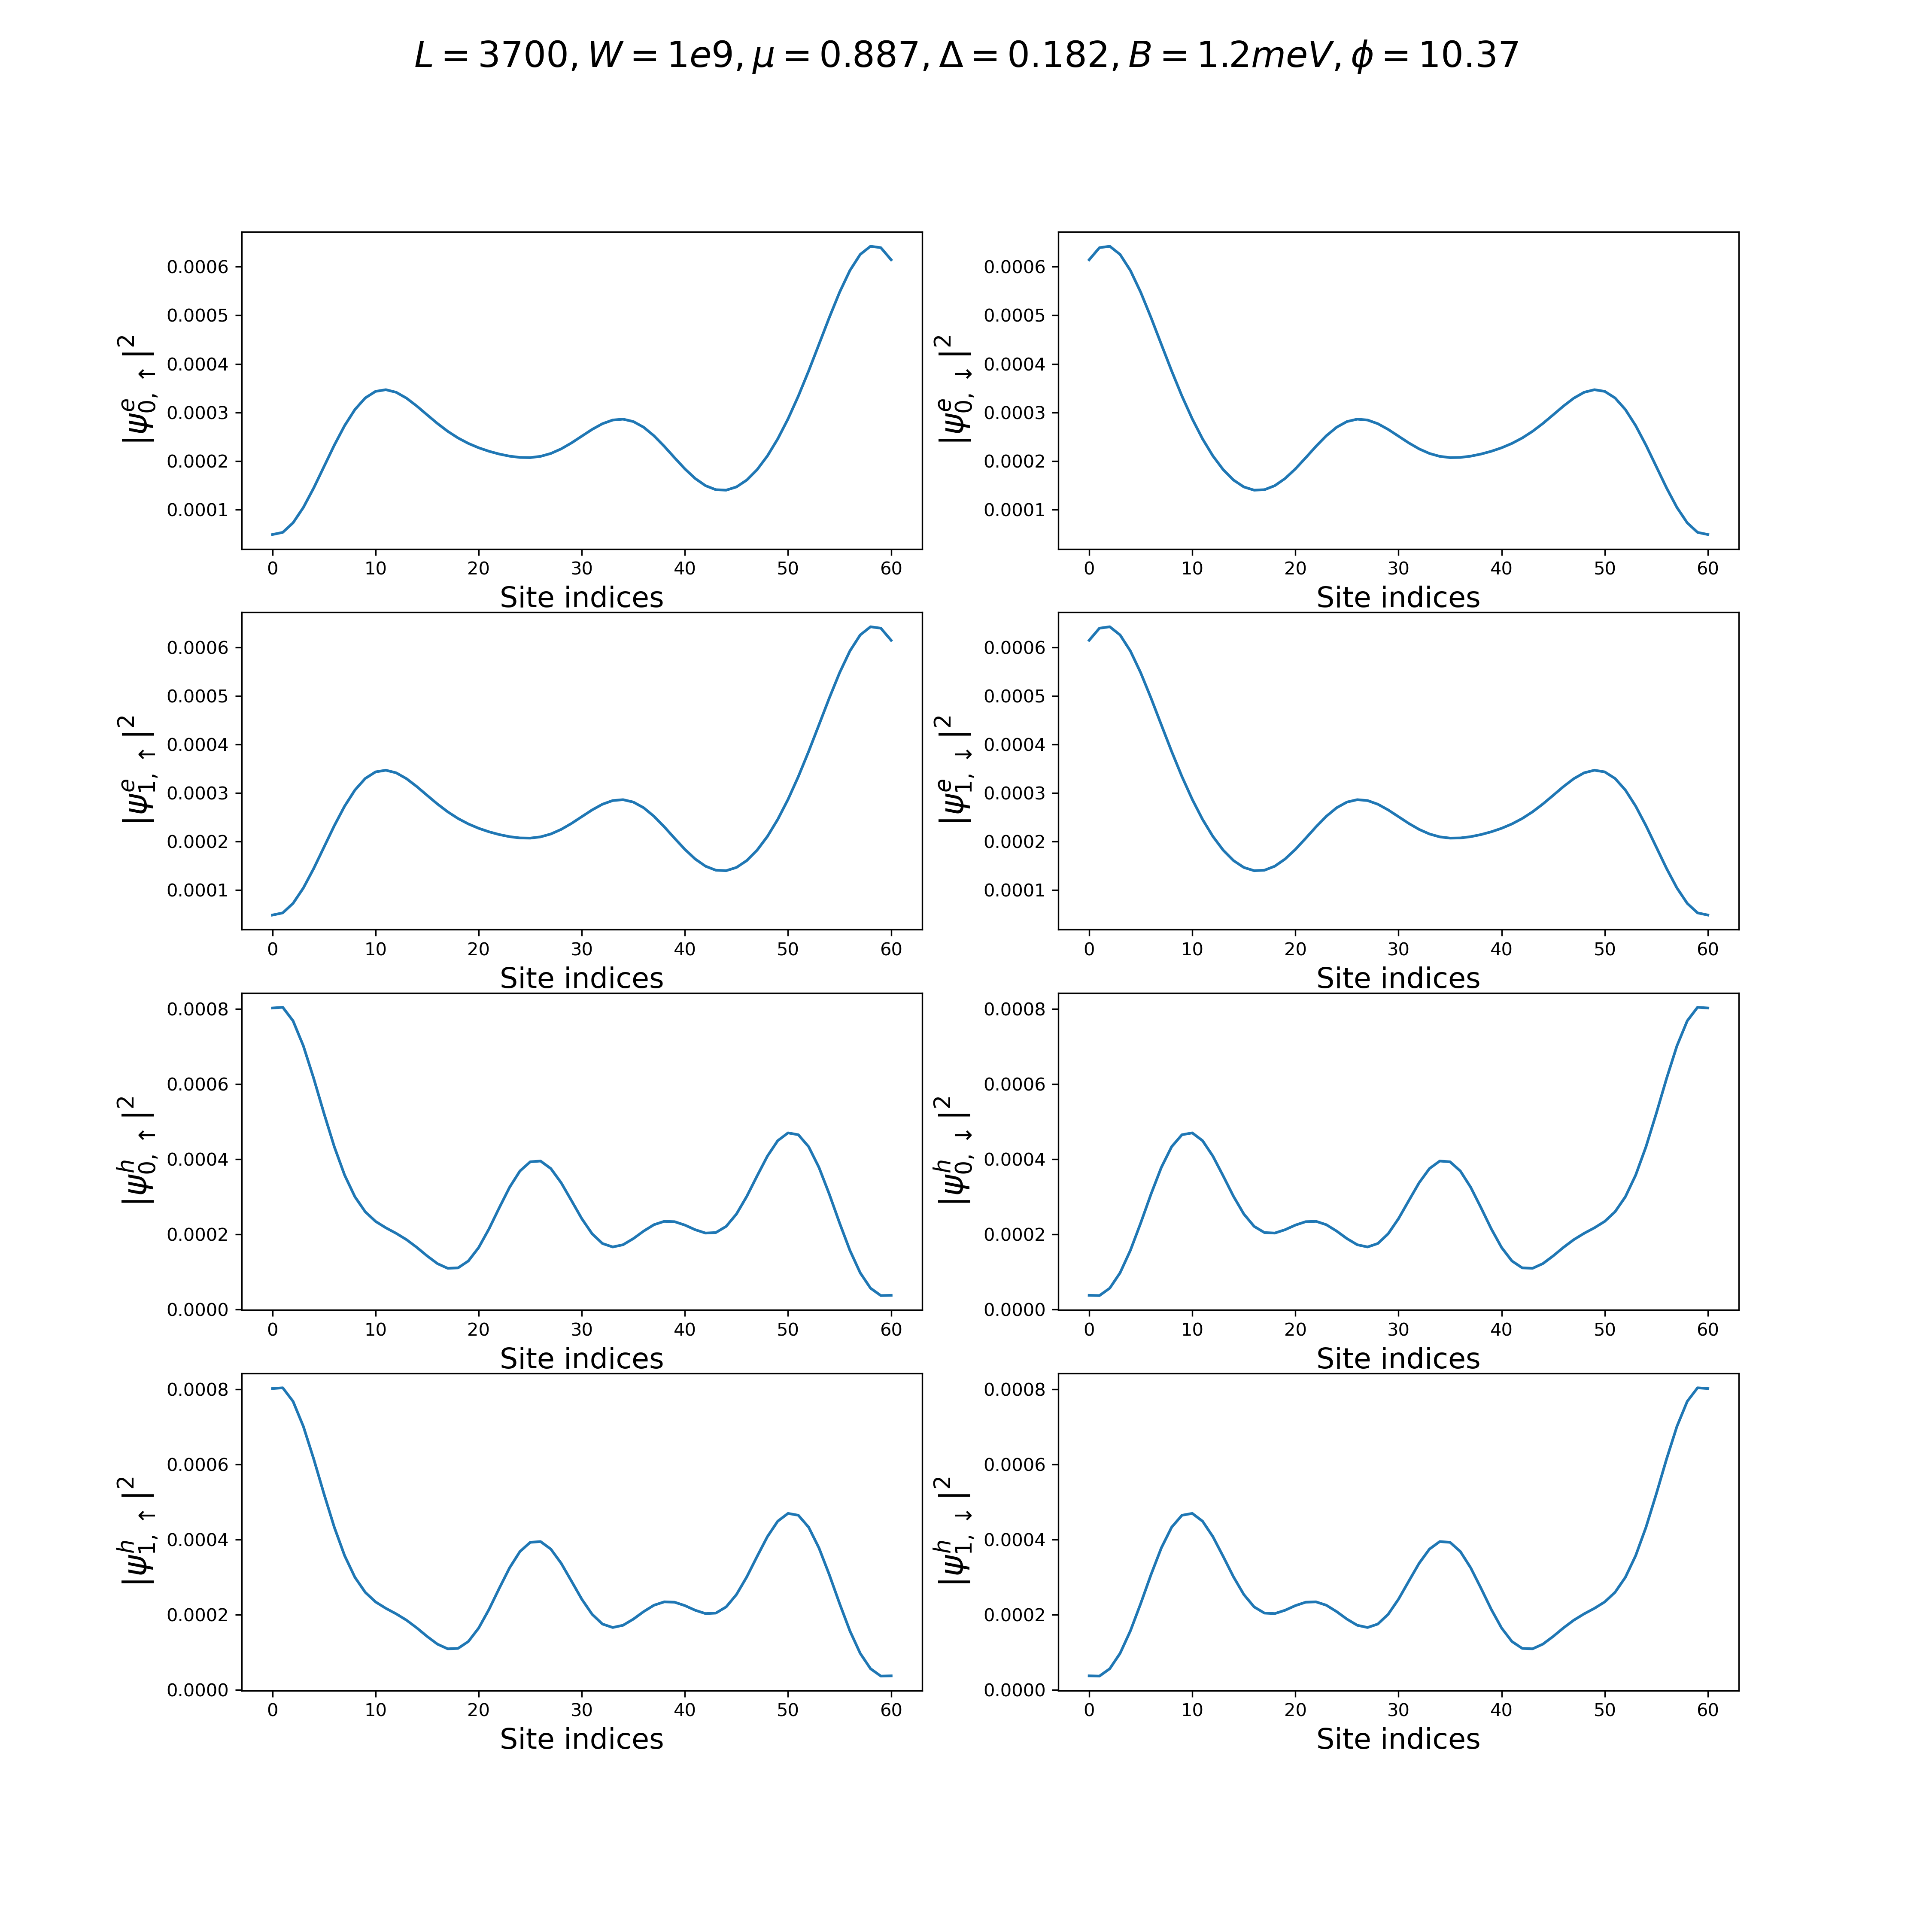 L = 3700, W = 1e9, μ = 0.887, Δ = 0.182, B = 1.2meV, ϕ = 10.37
|ψ^e_{0, ↑}|^2
0.0006
0.0005
0.0004
0.0003
0.0002
0.0001
0 10 20 30 40 50 60
Site indices
|ψ^e_{0, ↓}|^2
0.0006
0.0005
0.0004
0.0003
0.0002
0.0001
0 10 20 30 40 50 60
Site indices
|ψ^e_{1, ↑}|^2
0.0006
0.0005
0.0004
0.0003
0.0002
0.0001
0 10 20 30 40 50 60
Site indices
|ψ^e_{1, ↓}|^2
0.0006
0.0005
0.0004
0.0003
0.0002
0.0001
0 10 20 30 40 50 60
Site indices
|ψ^h_{0, ↑}|^2
0.0008
0.0006
0.0004
0.0002
0.0000
0 10 20 30 40 50 60
Site indices
|ψ^h_{0, ↓}|^2
0.0008
0.0006
0.0004
0.0002
0.0000
0 10 20 30 40 50 60
Site indices
|ψ^h_{1, ↑}|^2
0.0008
0.0006
0.0004
0.0002
0.0000
0 10 20 30 40 50 60
Site indices
|ψ^h_{1, ↓}|^2
0.0008
0.0006
0.0004
0.0002
0.0000
0 10 20 30 40 50 60
Site indices